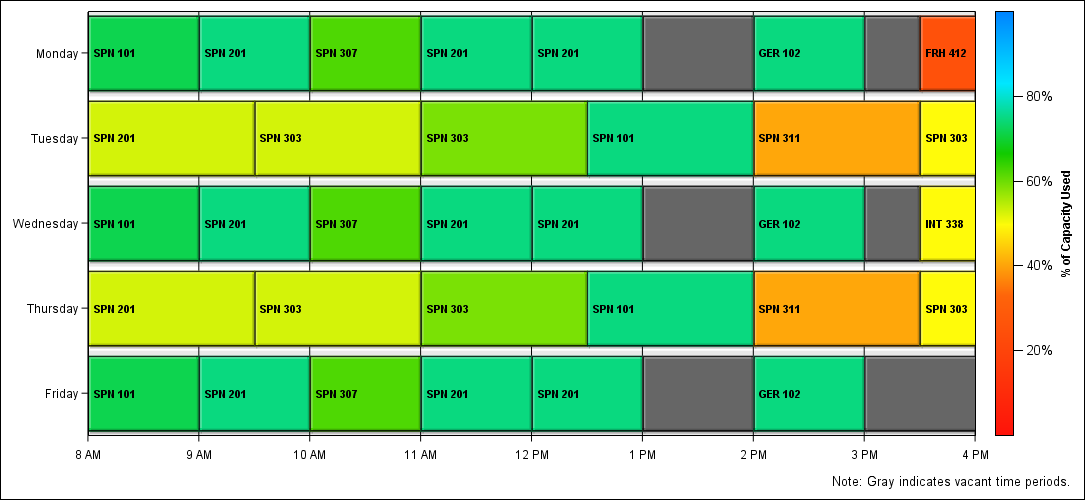 Monday
SPN 101 SPN 201 SPN 307 SPN 201 SPN 201 GER 102 FRH 412
Tuesday
SPN 201 SPN 303 SPN 303 SPN 101 SPN 311 SPN 303
Wednesday
SPN 101 SPN 201 SPN 307 SPN 201 SPN 201 GER 102 INT 338
Thursday
SPN 201 SPN 303 SPN 303 SPN 101 SPN 311 SPN 303
Friday
SPN 101 SPN 201 SPN 307 SPN 201 SPN 201 GER 102
8 AM 9 AM 10 AM 11 AM 12 PM 1 PM 2 PM 3 PM 4 PM
80%
60%
40%
20%
% of Capacity Used
Note: Gray indicates vacant time periods.